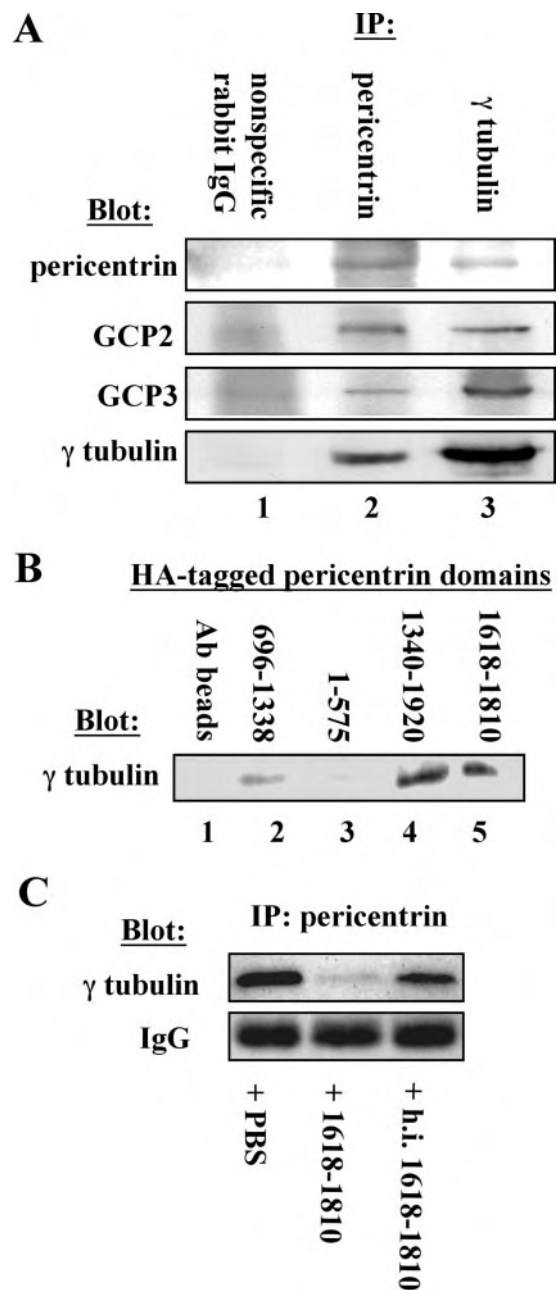 A
IP:
nonspecific
rabbit IgG
pericentrin
γ tubulin
Blot:
pericentrin
GCP2
GCP3
γ tubulin
1 2 3
B
HA-tagged pericentrin domains
Ab beads
696-1338
1-575
1340-1920
1618-1810
Blot:
γ tubulin
1 2 3 4 5
C
IP: pericentrin
Blot:
γ tubulin
IgG
+ PBS
+ 1618-1810
+ h.i. 1618-1810